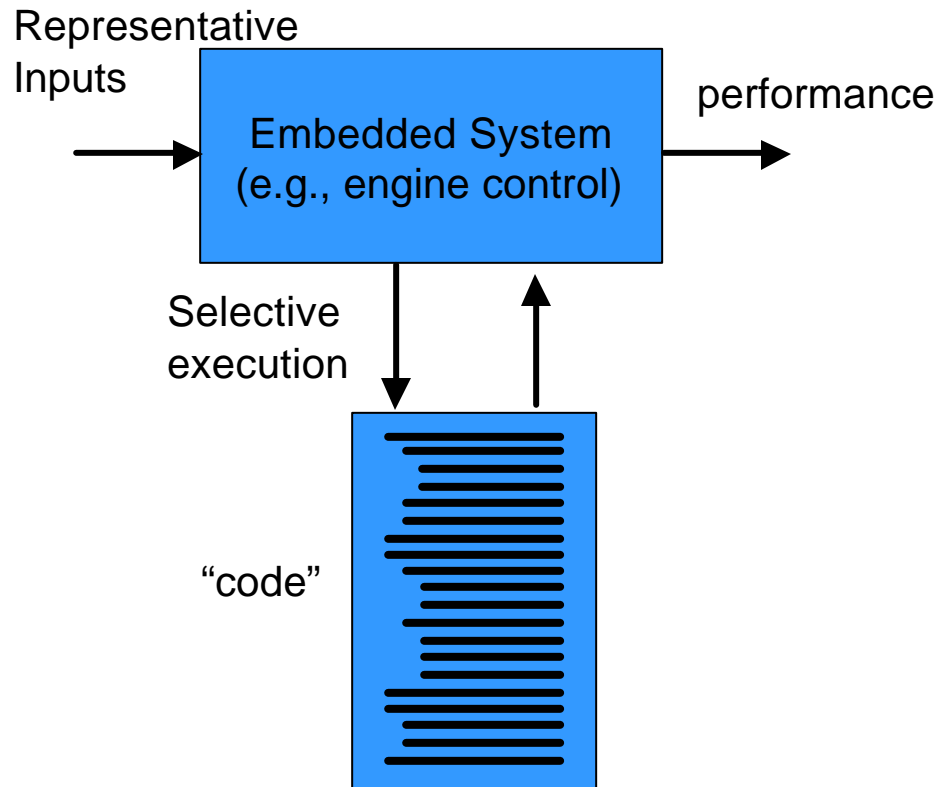 Representative
Inputs
Embedded System
(e.g., engine control)
performance
Selective
execution
“code”